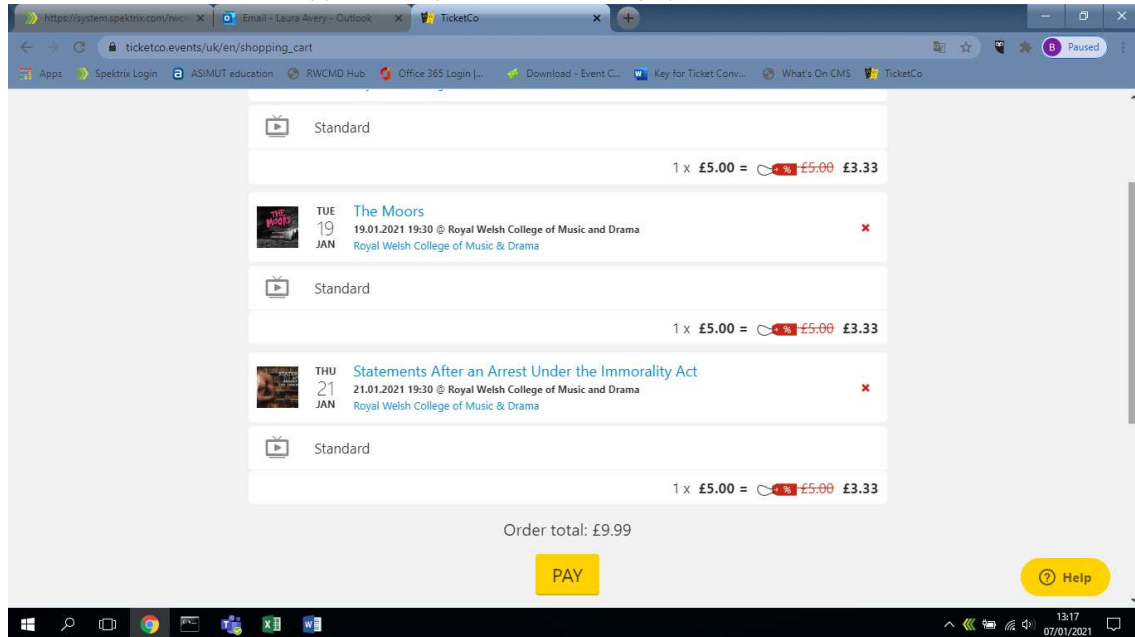 https://system.spektrix.com/rwc
Email - Laura Avery - Outlook
TicketCo
ticketco.events/uk/en/shopping_cart
B Paused
Apps Spektrix Login ASIMUT education RWCMD Hub Office 365 Login |... Download - Event C... Key for Ticket Conv... What's On CMS TicketCo
Standard
1 x £5.00 = % £5.00 £3.33
THE MOORS
TUE
19
JAN
The Moors
19.01.2021 19:30 @ Royal Welsh College of Music and Drama
Royal Welsh College of Music & Drama
Standard
1 x £5.00 = % £5.00 £3.33
THU
21
JAN
Statements After an Arrest Under the Immorality Act
21.01.2021 19:30 @ Royal Welsh College of Music and Drama
Royal Welsh College of Music & Drama
Standard
1 x £5.00 = % £5.00 £3.33
Order total: £9.99
PAY
? Help
13:17
07/01/2021